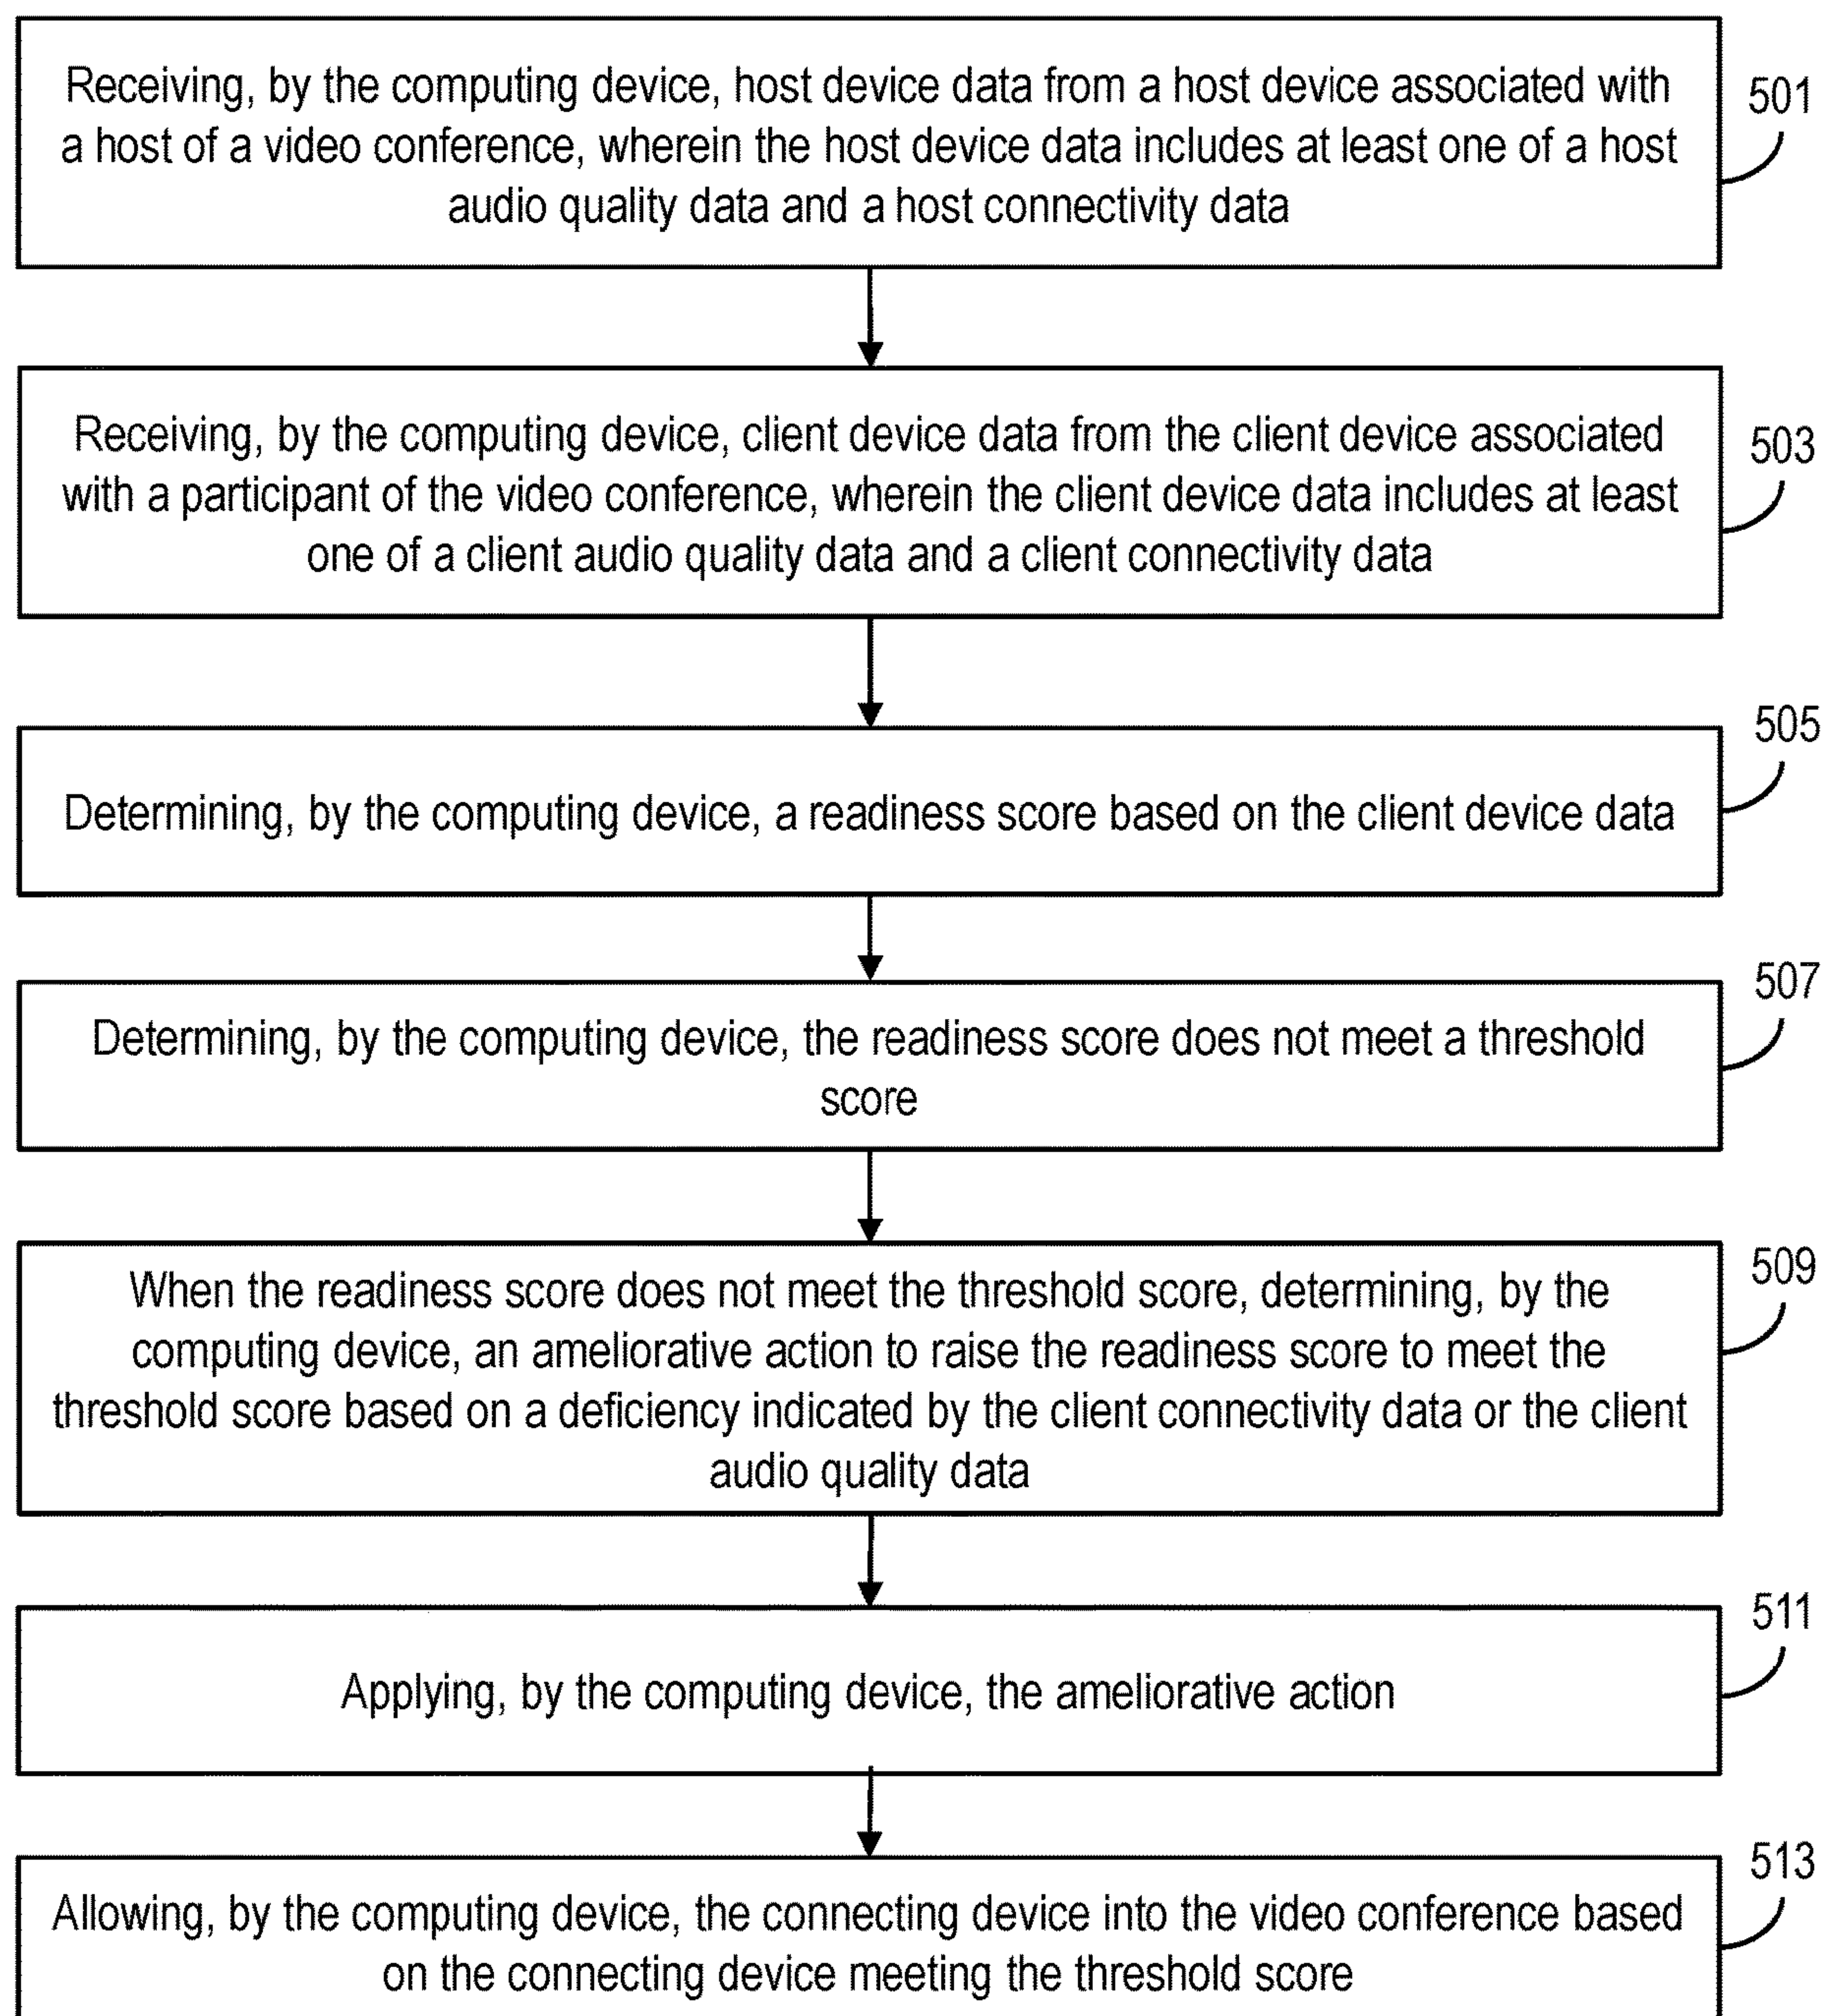 Receiving, by the computing device, host device data from a host device associated with
a host of a video conference, wherein the host device data includes at least one of a host
audio quality data and a host connectivity data
501
Receiving, by the computing device, client device data from the client device associated
with a participant of the video conference, wherein the client device data includes at least
one of a client audio quality data and a client connectivity data
503
Determining, by the computing device, a readiness score based on the client device data
505
Determining, by the computing device, the readiness score does not meet a threshold
score
507
When the readiness score does not meet the threshold score, determining, by the
computing device, an ameliorative action to raise the readiness score to meet the
threshold score based on a deficiency indicated by the client connectivity data or the client
audio quality data
509
Applying, by the computing device, the ameliorative action
511
Allowing, by the computing device, the connecting device into the video conference based
on the connecting device meeting the threshold score
513